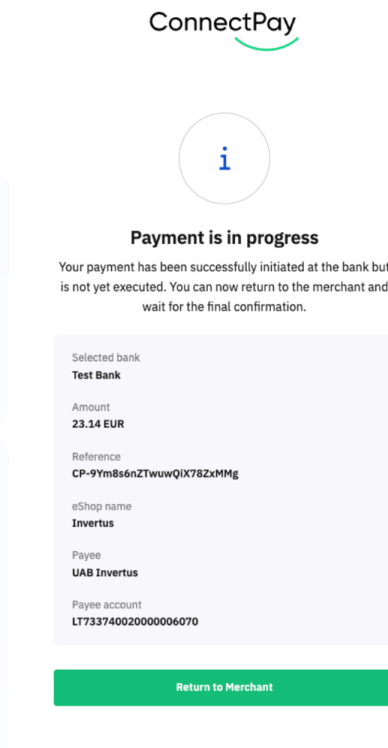 ConnectPay
i
Payment is in progress
Your payment has been successfully initiated at the bank but
is not yet executed. You can now return to the merchant and
wait for the final confirmation.
Selected bank
Test Bank
Amount
23.14 EUR
Reference
CP-9Ym8s6nZTwuwQiX78ZxMMg
eShop name
Invertus
Payee
UAB Invertus
Payee account
LT733740020000006070
Return to Merchant